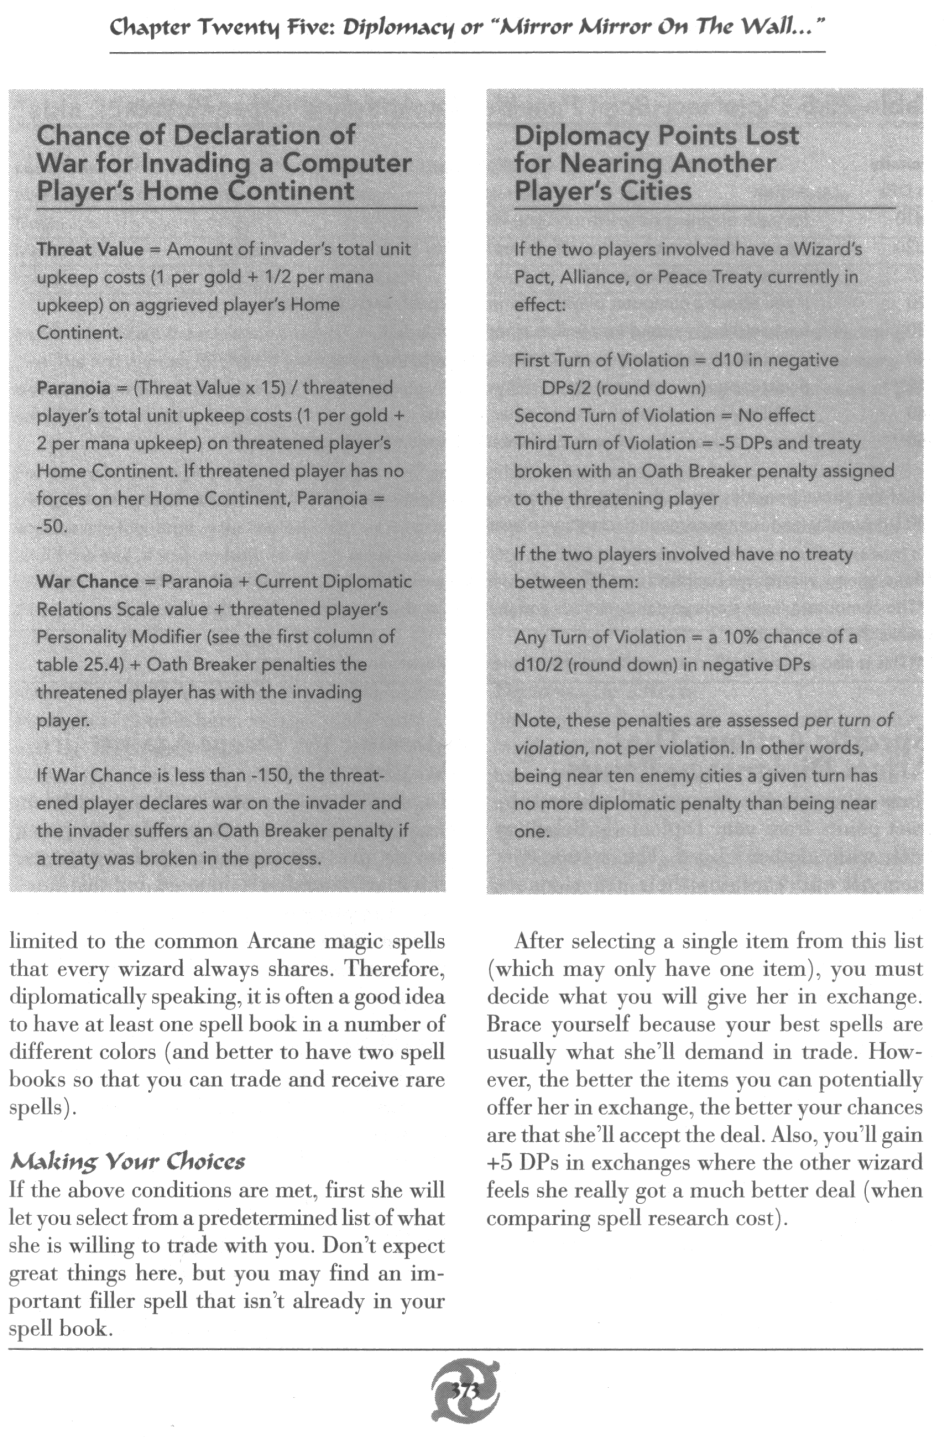 Chapter Twenty Five: Diplomacy or "Mirror Mirror On The Wall..."
Chance of Declaration of
War for Invading a Computer
Player's Home Continent
Threat Value = Amount of invader's total unit
upkeep costs (1 per gold + 1/2 per mana
upkeep) on aggrieved player's Home
Continent.
Paranoia = (Threat Value x 15) / threatened
player's total unit upkeep costs (1 per gold +
2 per mana upkeep) on threatened player's
Home Continent. If threatened player has no
forces on her Home Continent, Paranoia =
-50.
War Chance = Paranoia + Current Diplomatic
Relations Scale value + threatened player's
Personality Modifier (see the first column of
table 25.4) + Oath Breaker penalties the
threatened player has with the invading
player.
If War Chance is less than -150, the threat-
ened player declares war on the invader and
the invader suffers an Oath Breaker penalty if
a treaty was broken in the process.
limited to the common Arcane magic spells
that every wizard always shares. Therefore,
diplomatically speaking, it is often a good idea
to have at least one spell book in a number of
different colors (and better to have two spell
books so that you can trade and receive rare
spells).
Making Your Choices
If the above conditions are met, first she will
let you select from a predetermined list of what
she is willing to trade with you. Don't expect
great things here, but you may find an im-
portant filler spell that isn't already in your
spell book.
Diplomacy Points Lost
for Nearing Another
Player's Cities
If the two players involved have a Wizard's
Pact, Alliance, or Peace Treaty currently in
effect:
First Turn of Violation = d10 in negative
DPs/2 (round down)
Second Turn of Violation = No effect
Third Turn of Violation = -5 DPs and treaty
broken with an Oath Breaker penalty assigned
to the threatening player
If the two players involved have no treaty
between them:
Any Turn of Violation = a 10% chance of a
d10/2 (round down) in negative DPs
Note, these penalties are assessed per turn of
violation, not per violation. In other words,
being near ten enemy cities a given turn has
no more diplomatic penalty than being near
one.
After selecting a single item from this list
(which may only have one item), you must
decide what you will give her in exchange.
Brace yourself because your best spells are
usually what she'll demand in trade. How-
ever, the better the items you can potentially
offer her in exchange, the better your chances
are that she'll accept the deal. Also, you'll gain
+5 DPs in exchanges where the other wizard
feels she really got a much better deal (when
comparing spell research cost).
373